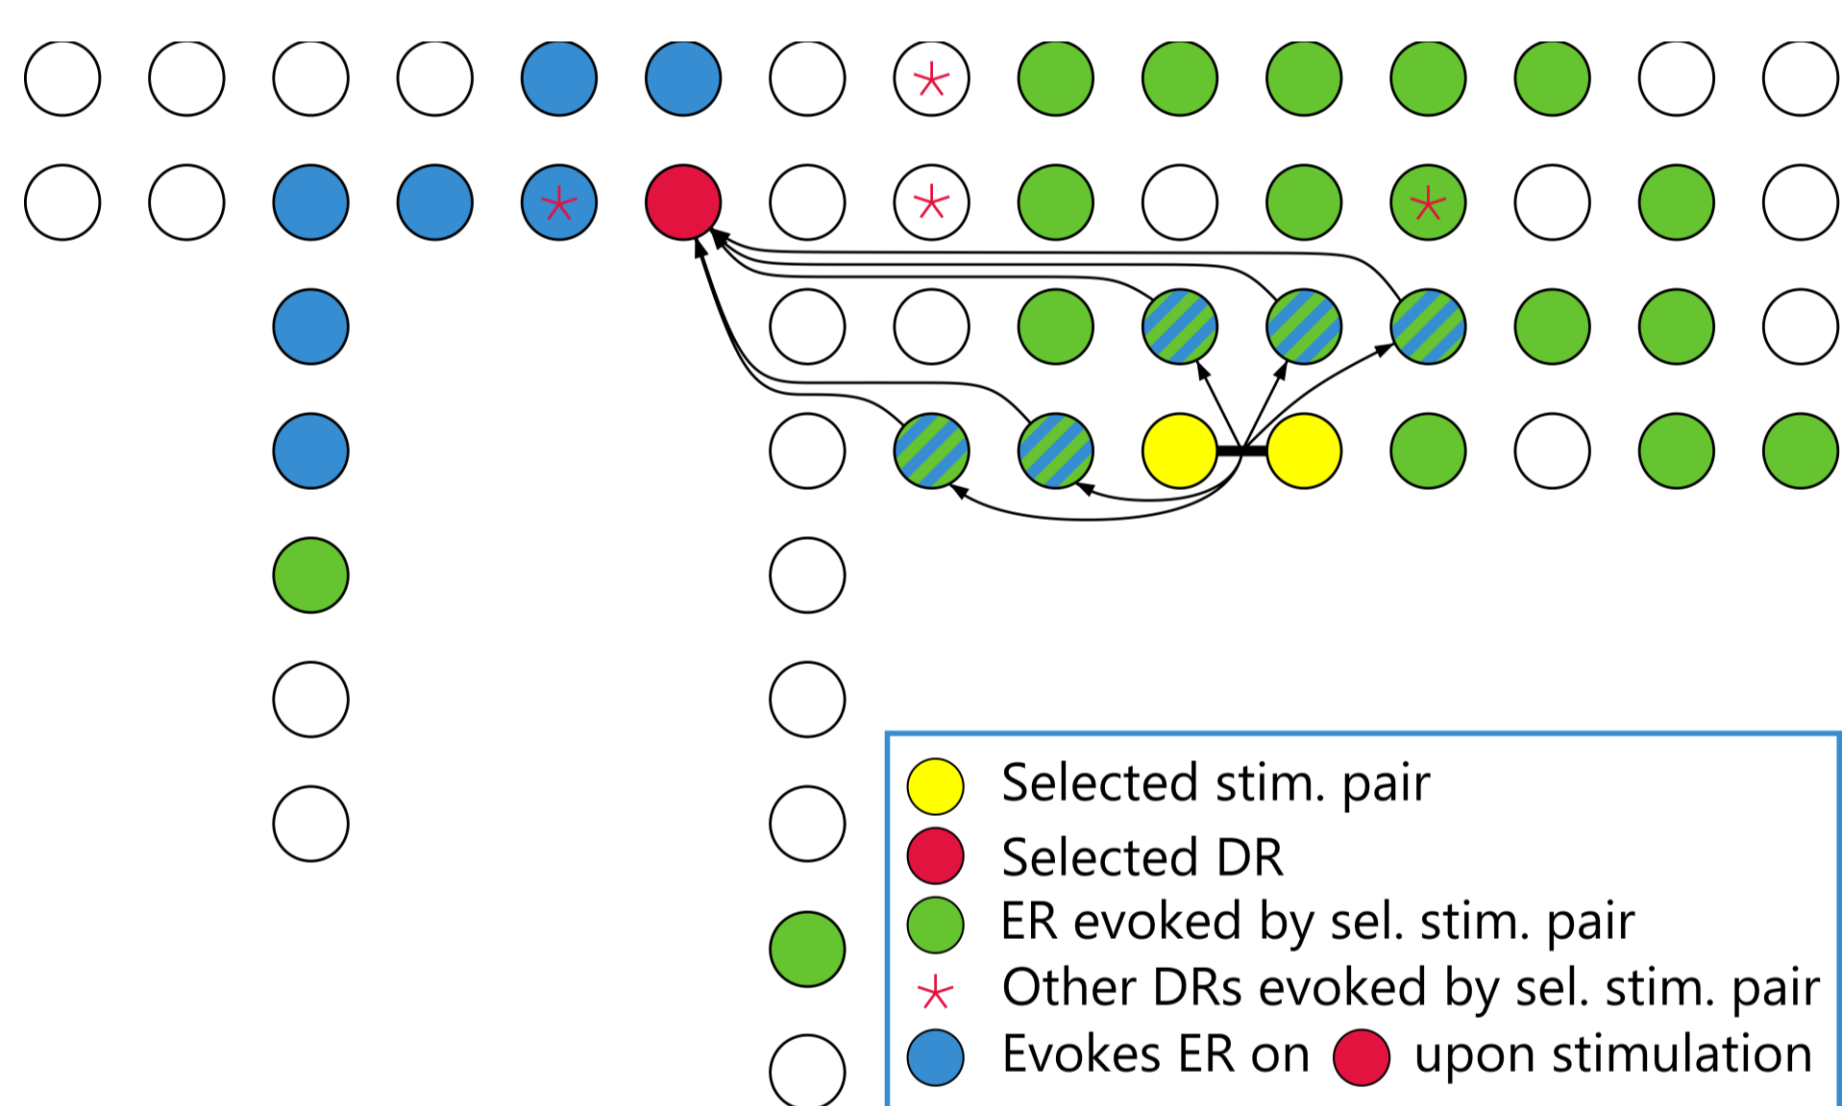 Selected stim. pair
Selected DR
ER evoked by sel. stim. pair
Other DRs evoked by sel. stim. pair
Evokes ER on upon stimulation